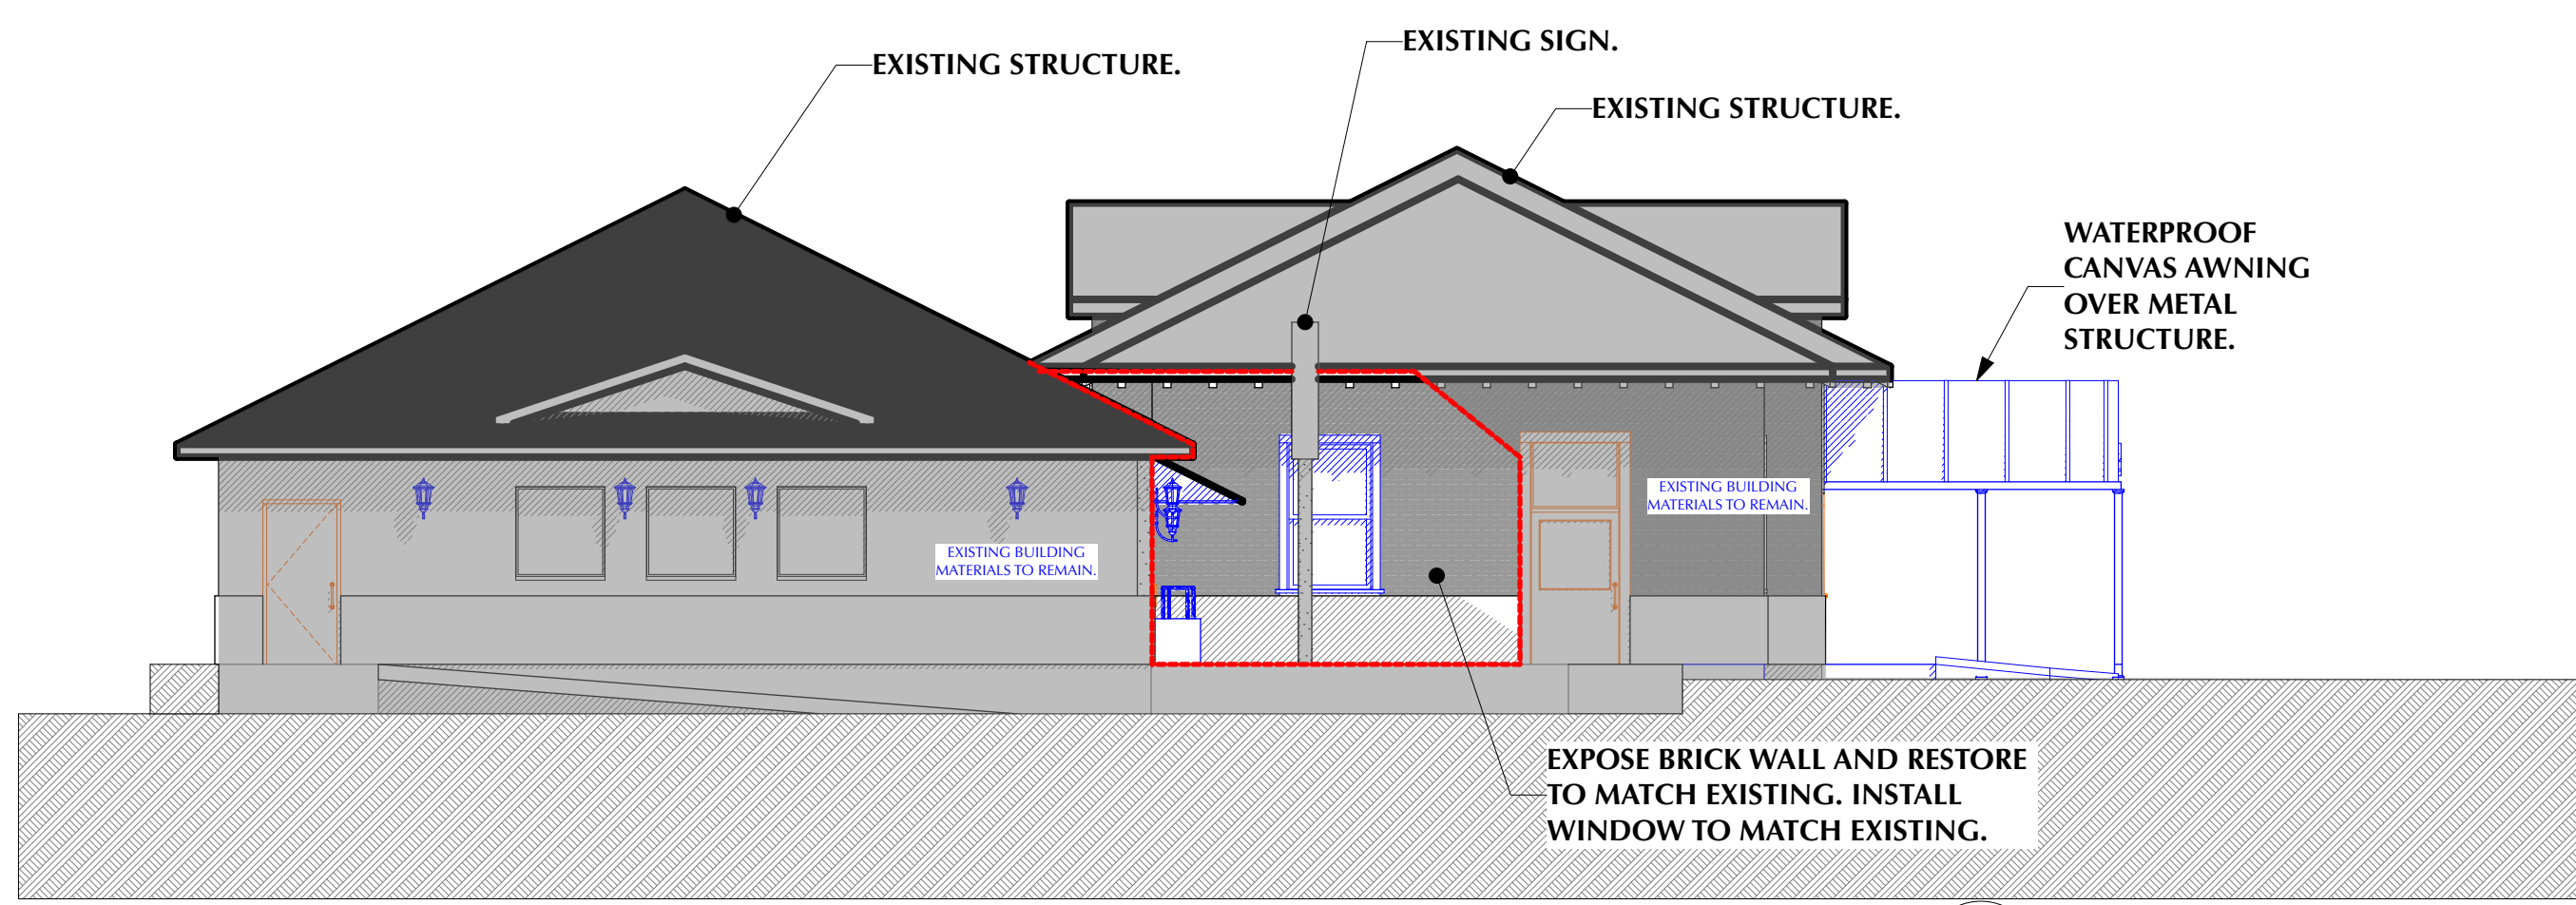 EXISTING STRUCTURE.
EXISTING SIGN.
EXISTING STRUCTURE.
WATERPROOF
CANVAS AWNING
OVER METAL
STRUCTURE.
EXISTING BUILDING
MATERIALS TO REMAIN.
EXISTING BUILDING
MATERIALS TO REMAIN.
EXPOSE BRICK WALL AND RESTORE
TO MATCH EXISTING. INSTALL
WINDOW TO MATCH EXISTING.